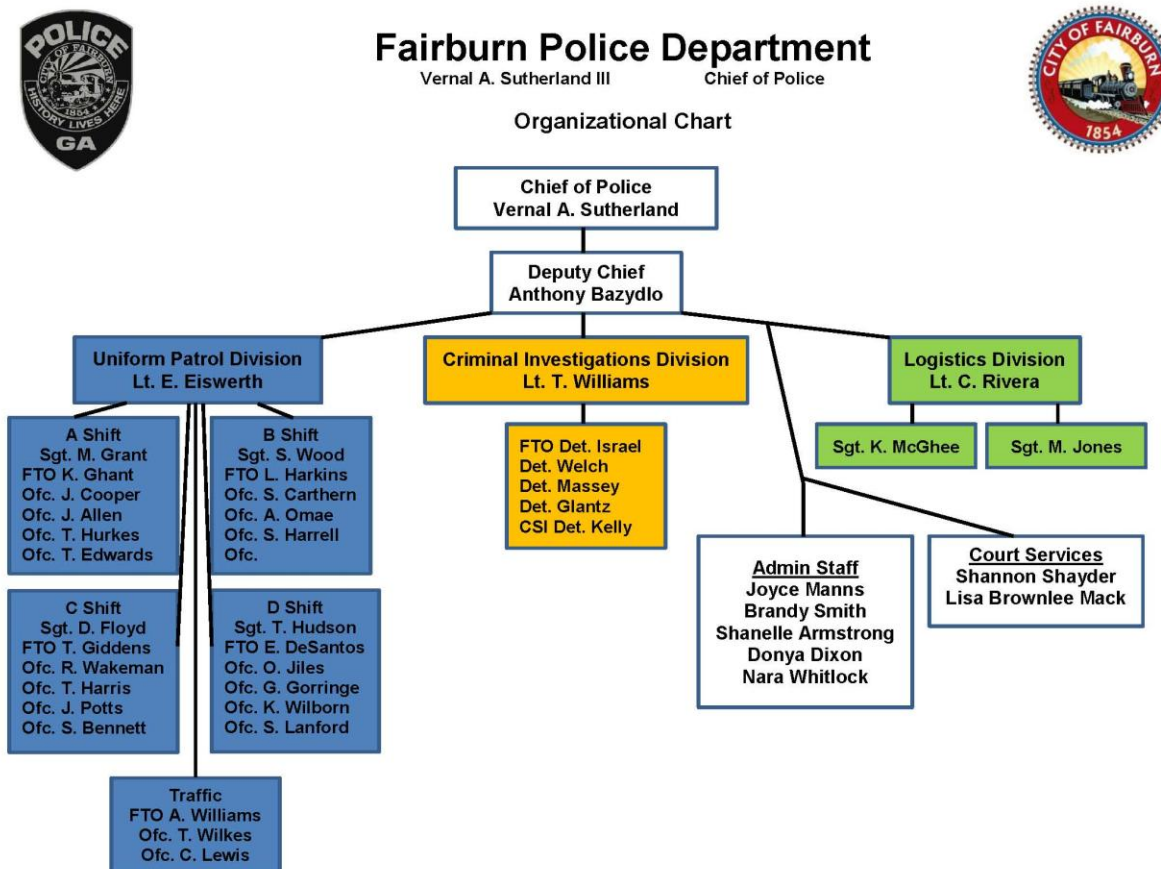 POLICE
CITY OF FAIRBURN
1854
HISTORY LIVES HERE
GA
Fairburn Police Department
Vernal A. Sutherland III Chief of Police
Organizational Chart
CITY OF FAIRBURN
1854
Chief of Police
Vernal A. Sutherland
Deputy Chief
Anthony Bazydlo
Uniform Patrol Division
Lt. E. Eiswerth
Criminal Investigations Division
Lt. T. Williams
Logistics Division
Lt. C. Rivera
A Shift
Sgt. M. Grant
FTO K. Ghant
Ofc. J. Cooper
Ofc. J. Allen
Ofc. T. Hurkes
Ofc. T. Edwards
B Shift
Sgt. S. Wood
FTO L. Harkins
Ofc. S. Carthern
Ofc. A. Omae
Ofc. S. Harrell
Ofc.
FTO Det. Israel
Det. Welch
Det. Massey
Det. Glantz
CSI Det. Kelly
Sgt. K. McGhee
Sgt. M. Jones
Admin Staff
Joyce Manns
Brandy Smith
Shanelle Armstrong
Donya Dixon
Nara Whitlock
Court Services
Shannon Shayder
Lisa Brownlee Mack
C Shift
Sgt. D. Floyd
FTO T. Giddens
Ofc. R. Wakeman
Ofc. T. Harris
Ofc. J. Potts
Ofc. S. Bennett
D Shift
Sgt. T. Hudson
FTO E. DeSantos
Ofc. O. Jiles
Ofc. G. Gorringe
Ofc. K. Wilborn
Ofc. S. Lanford
Traffic
FTO A. Williams
Ofc. T. Wilkes
Ofc. C. Lewis